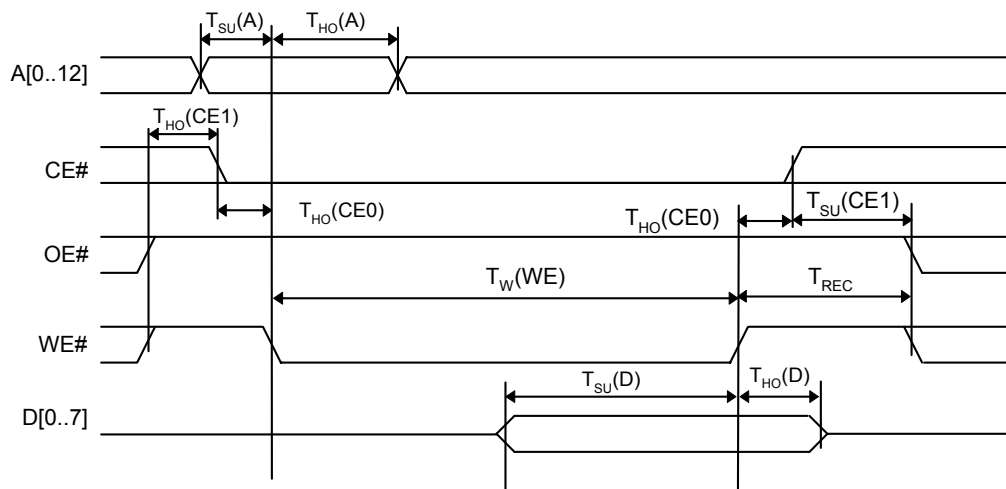 T_SU(A) T_HO(A)
A[0..12]
T_HO(CE1)
CE#
T_HO(CE0) T_HO(CE0) T_SU(CE1)
OE#
T_W(WE) T_REC
WE#
T_SU(D) T_HO(D)
D[0..7]